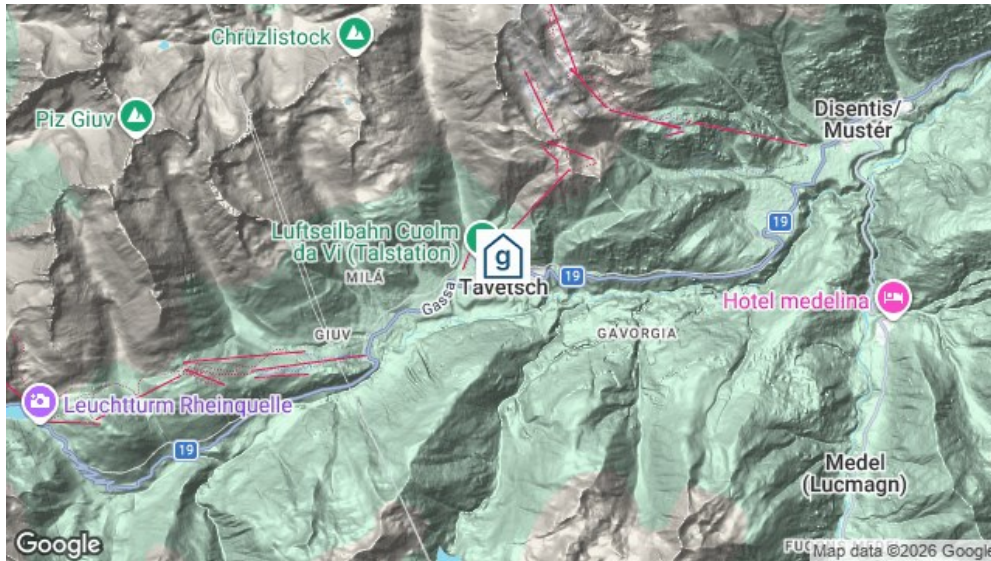 Chrüzlistock
Piz Giuv
Disentis/
Mustér
19
Luftseilbahn Cuolm
da Vi (Talstation)
g
MILÁ
19
Tavetsch
Gassa
Hotel medelina
GIUV
GAVORGIA
Leuchtturm Rheinquelle
19
Medel
(Lucmagn)
Google
Map data ©2026 Google